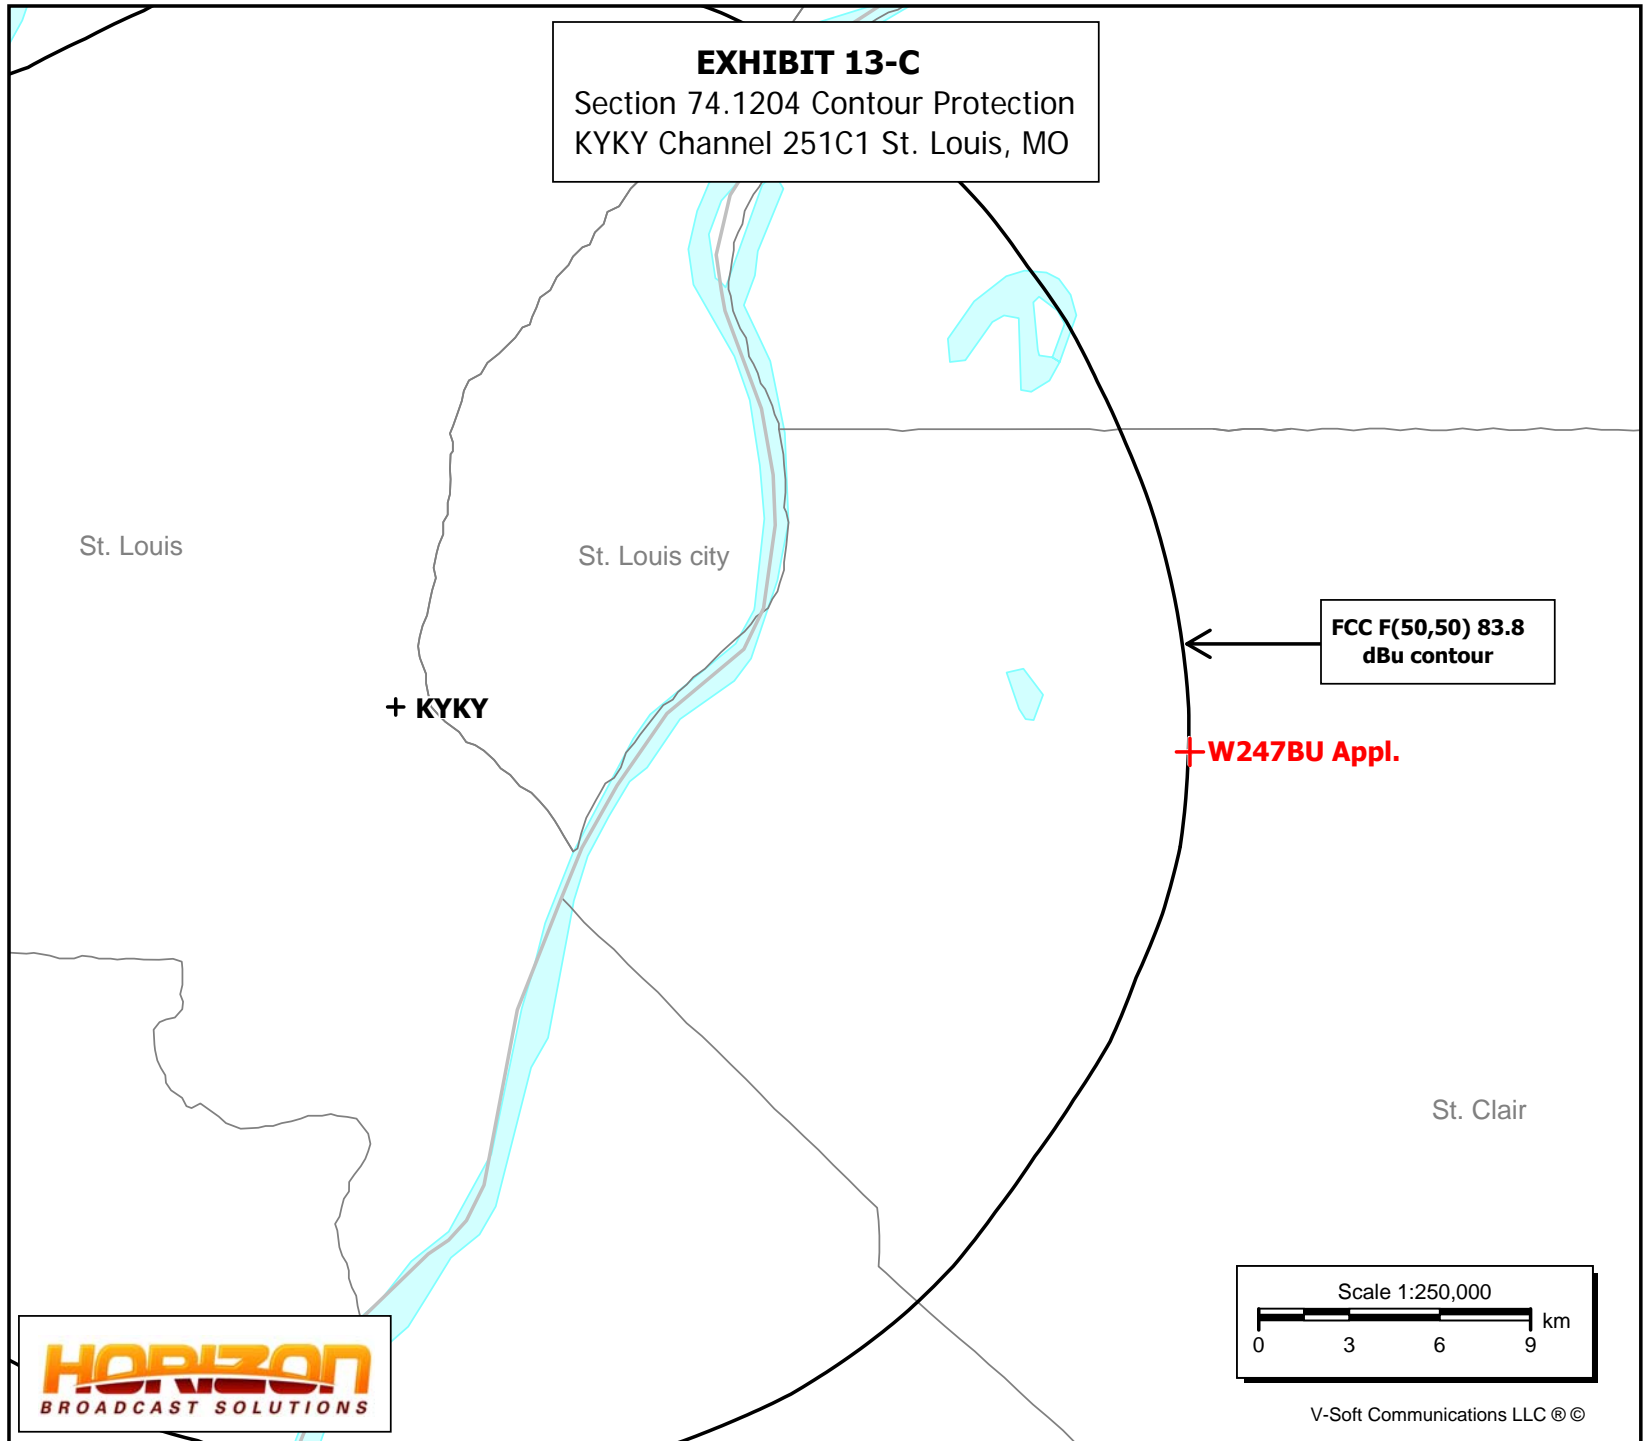 EXHIBIT 13-C
Section 74.1204 Contour Protection
KYKY Channel 251C1 St. Louis, MO
St. Louis
St. Louis city
FCC F(50,50) 83.8
dBu contour
KYKY
W247BU Appl.
St. Clair
Scale 1:250,000
km
0 3 6 9
HORIZON
BROADCAST SOLUTIONS
V-Soft Communications LLC ® ©